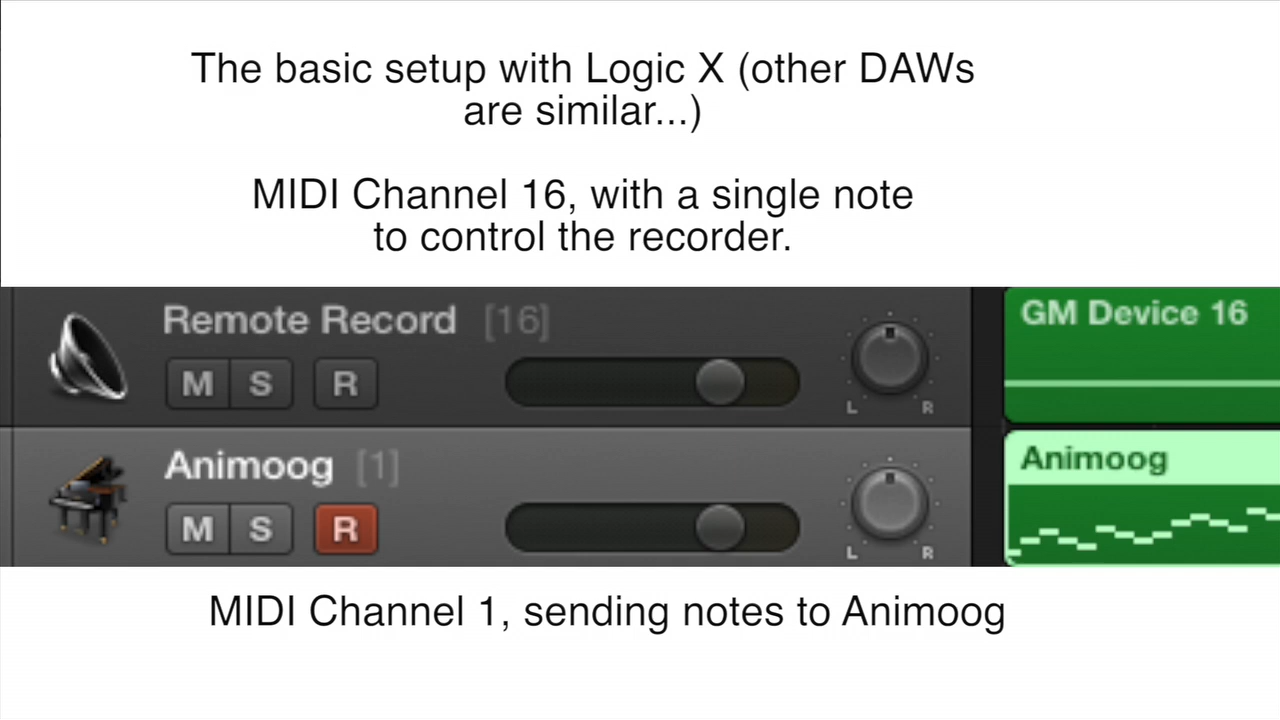 The basic setup with Logic X (other DAWs
are similar...)
MIDI Channel 16, with a single note
to control the recorder.
Remote Record [16]
GM Device 16
M S R
L R
Animoog [1]
Animoog
M S R
L R
MIDI Channel 1, sending notes to Animoog